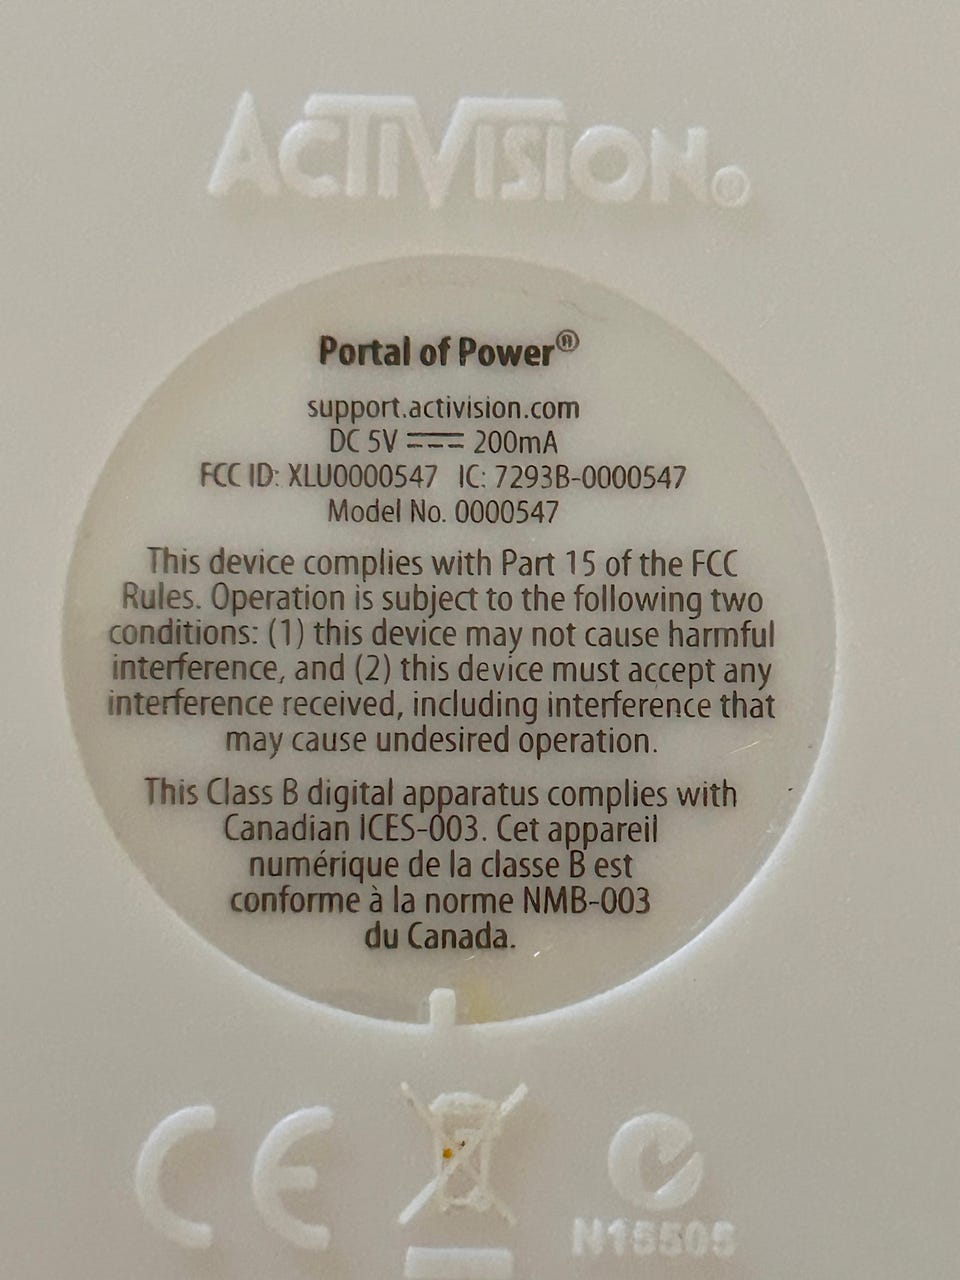 ACTIVISION®
Portal of Power®
support.activision.com
DC 5V ⎓ 200mA
FCC ID: XLU0000547 IC: 7293B-0000547
Model No. 0000547
This device complies with Part 15 of the FCC
Rules. Operation is subject to the following two
conditions: (1) this device may not cause harmful
interference, and (2) this device must accept any
interference received, including interference that
may cause undesired operation.
This Class B digital apparatus complies with
Canadian ICES-003. Cet appareil
numérique de la classe B est
conforme à la norme NMB-003
du Canada.
CE